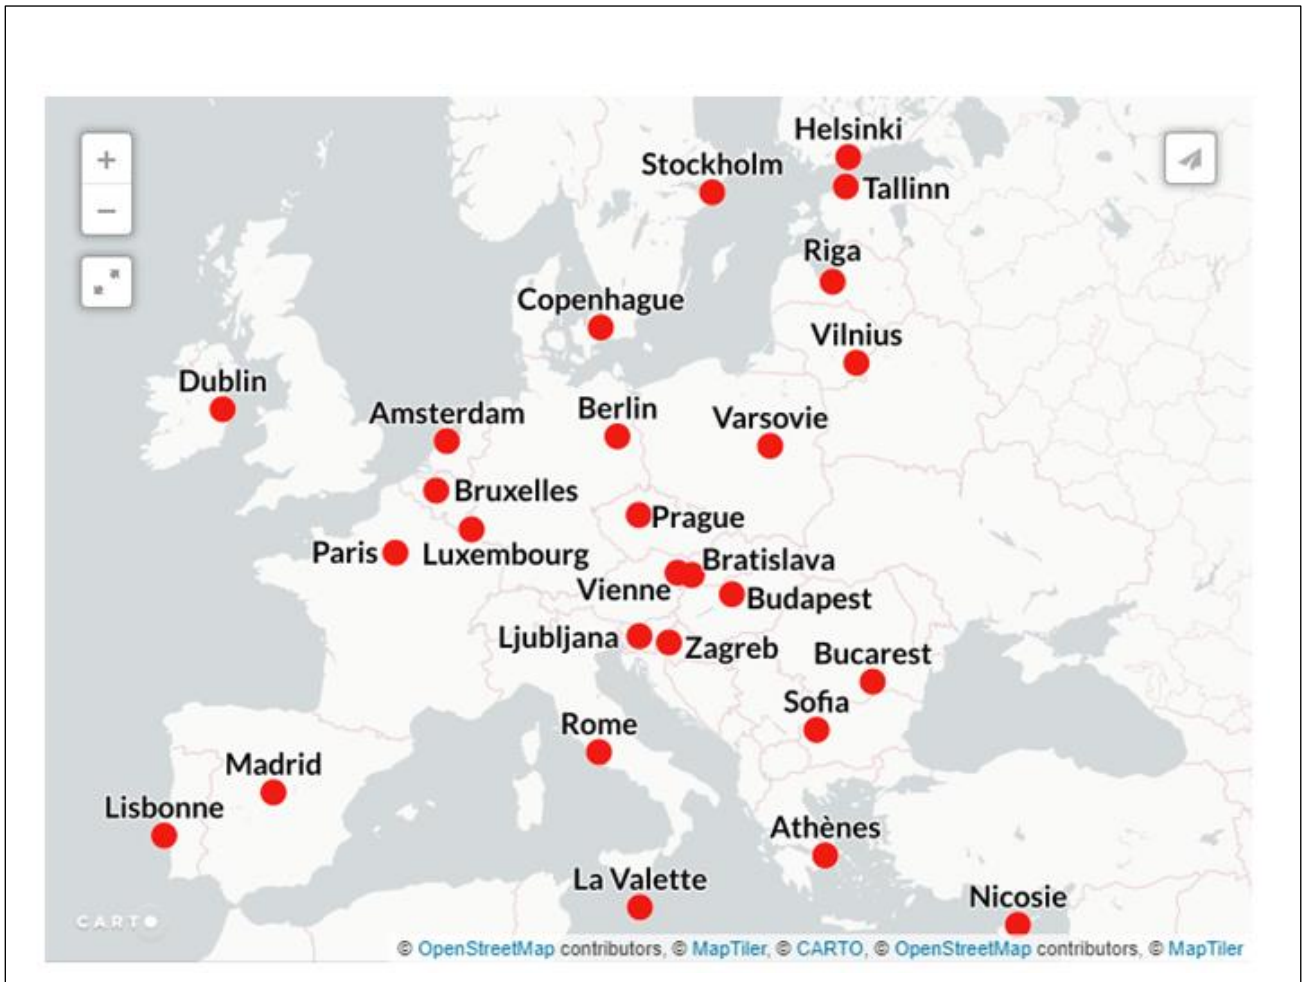 +
Helsinki
Stockholm
−
Tallinn
Riga
Copenhague
Vilnius
Dublin
Amsterdam
Berlin
Varsovie
Bruxelles
Prague
Paris
Luxembourg
Bratislava
Vienne
Budapest
Ljubljana
Zagreb
Bucarest
Sofia
Rome
Madrid
Lisbonne
Athènes
La Valette
Nicosie
CARTO
© OpenStreetMap contributors, © MapTiler, © CARTO, © OpenStreetMap contributors, © MapTiler